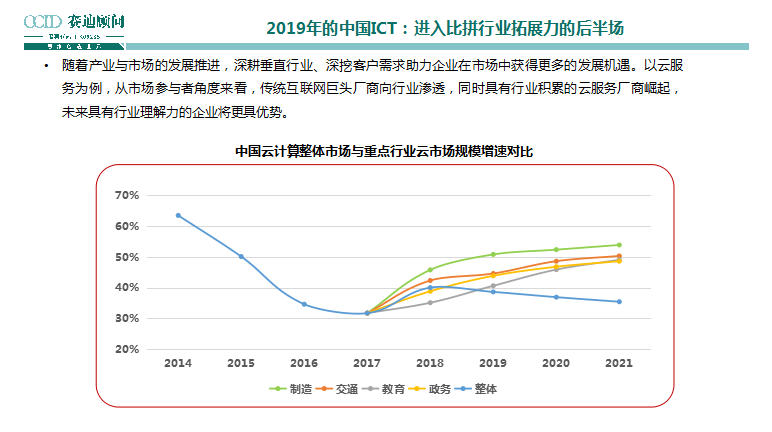 CCID 赛迪顾问
2019年的中国ICT：进入比拼行业拓展力的后半场
• 随着产业与市场的发展推进，深耕垂直行业、深挖客户需求助力企业在市场中获得更多的发展机遇。以云服
务为例，从市场参与者角度来看，传统互联网巨头厂商向行业渗透，同时具有行业积累的云服务厂商崛起，
未来具有行业理解力的企业将更具优势。
中国云计算整体市场与重点行业云市场规模增速对比
70%
60%
50%
40%
30%
20%
2014 2015 2016 2017 2018 2019 2020 2021
制造 交通 教育 政务 整体